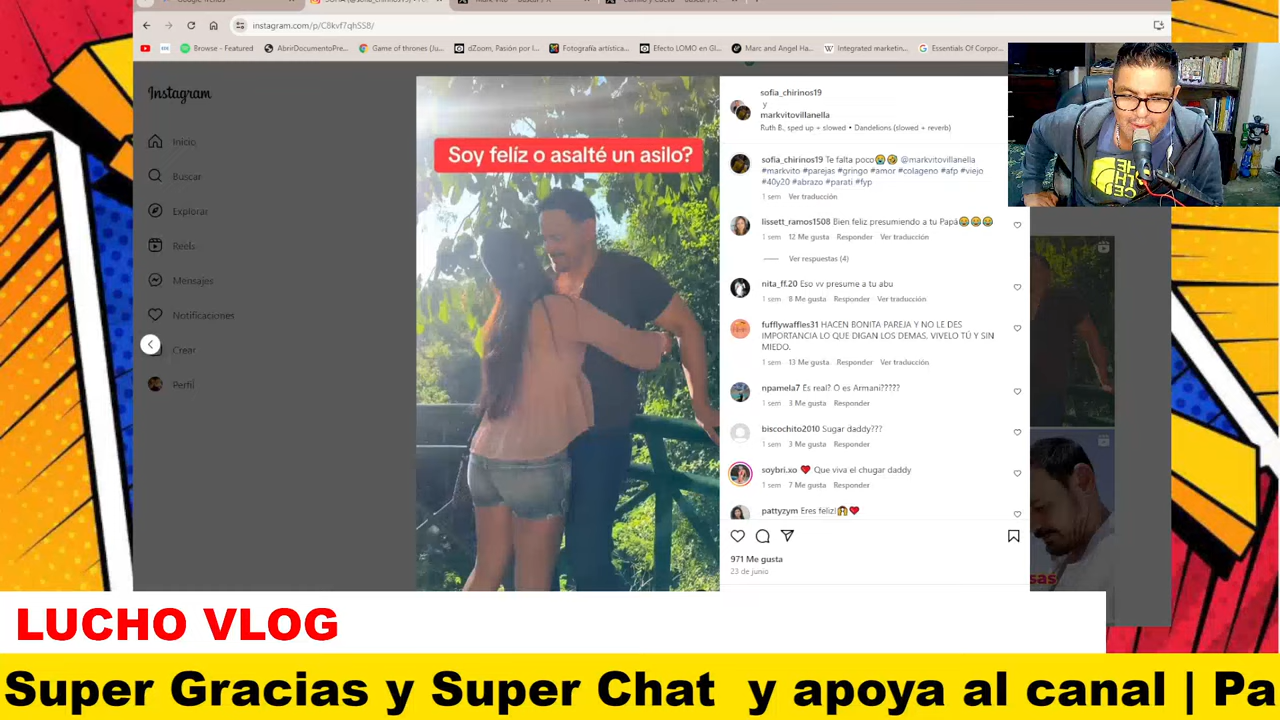 SOFIA (@sofia_chirinos19) • 
instagram.com/p/C8kvf7qhSS8/
Browse - Featured
AbrirDocumentoPre...
Game of thrones (Ju...
dZoom, Pasión por l...
Fotografía artística...
Efecto LOMO en Gl...
Marc and Angel Ha...
Integrated marketin...
Essentials Of Corpor...
Instagram
Inicio
Buscar
Explorar
Reels
Mensajes
Notificaciones
Crear
Perfil
Soy felíz o asalté un asilo?
sofia_chirinos19
y
markvitovillanella
Ruth B., sped up + slowed • Dandelions (slowed + reverb)
sofia_chirinos19 Te falta poco😭🤣 @markvitovillanella
#markvito #parejas #gringo #amor #colageno #afp #viejo
#40y20 #abrazo #parati #fyp
1 sem Ver traducción
lissett_ramos1508 Bien feliz presumiendo a tu Papá😂😂😂
1 sem 12 Me gusta Responder Ver traducción
Ver respuestas (4)
nita_ff.20 Eso vv presume a tu abu
1 sem 8 Me gusta Responder Ver traducción
fufflywaffles31 HACEN BONITA PAREJA Y NO LE DES
IMPORTANCIA LO QUE DIGAN LOS DEMAS, VIVELO TÚ Y SIN
MIEDO.
1 sem 13 Me gusta Responder Ver traducción
npamela7 Es real? O es Armani?????
1 sem 3 Me gusta Responder
biscochito2010 Sugar daddy???
1 sem 3 Me gusta Responder
soybri.xo ❤️ Que viva el chugar daddy
1 sem 7 Me gusta Responder
pattyzym Eres feliz!🙌❤️
971 Me gusta
23 de junio
LUCHO VLOG
Super Gracias y Super Chat y apoya al canal | Pa